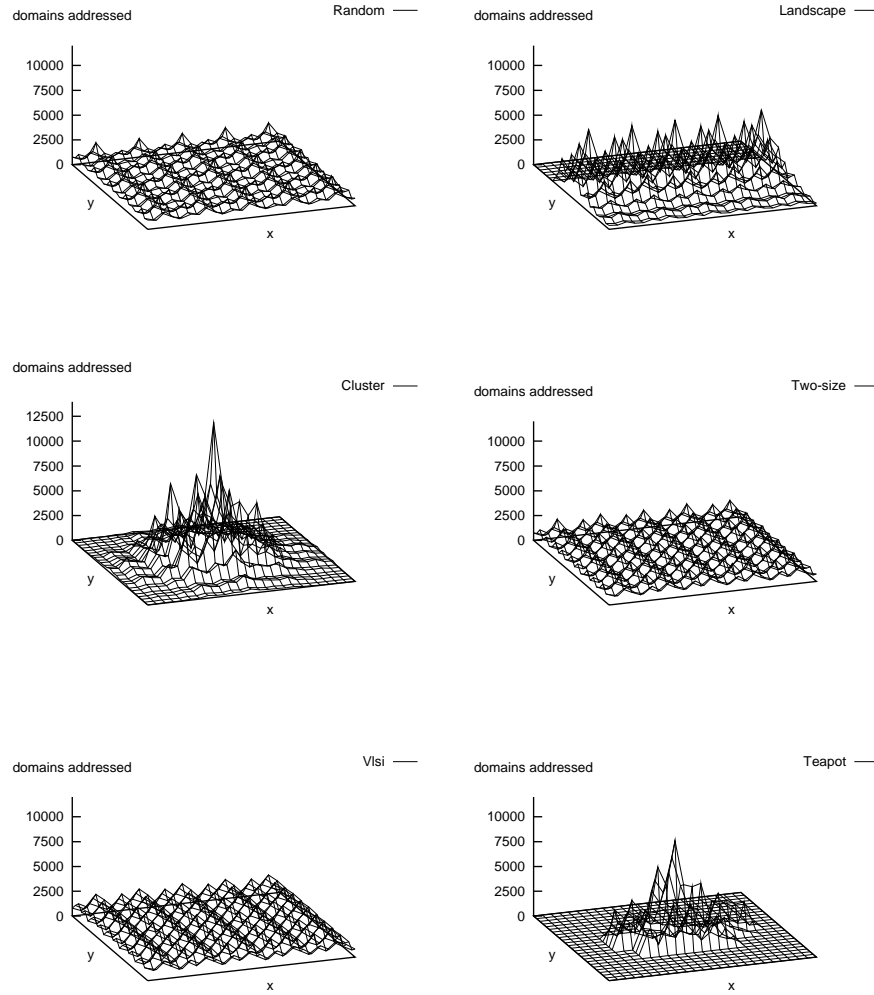 domains addressed
Random
10000
7500
5000
2500
0
y
x
domains addressed
Landscape
10000
7500
5000
2500
0
y
x
domains addressed
Cluster
12500
10000
7500
5000
2500
0
y
x
domains addressed
Two-size
10000
7500
5000
2500
0
y
x
domains addressed
Vlsi
10000
7500
5000
2500
0
y
x
domains addressed
Teapot
10000
7500
5000
2500
0
y
x